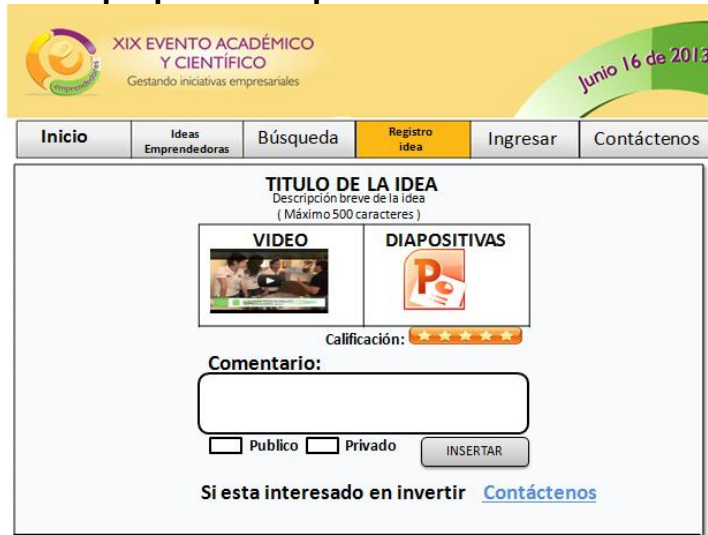 XIX EVENTO ACADÉMICO
Y CIENTÍFICO
Gestando iniciativas empresariales
emprendedores
Junio 16 de 2013
Inicio
Ideas
Emprendedoras
Búsqueda
Registro
idea
Ingresar
Contáctenos
TITULO DE LA IDEA
Descripción breve de la idea
( Máximo 500 caracteres )
VIDEO
DIAPOSITIVAS
P
Calificación:
Comentario:
Publico
Privado
INSERTAR
Si esta interesado en invertir Contáctenos